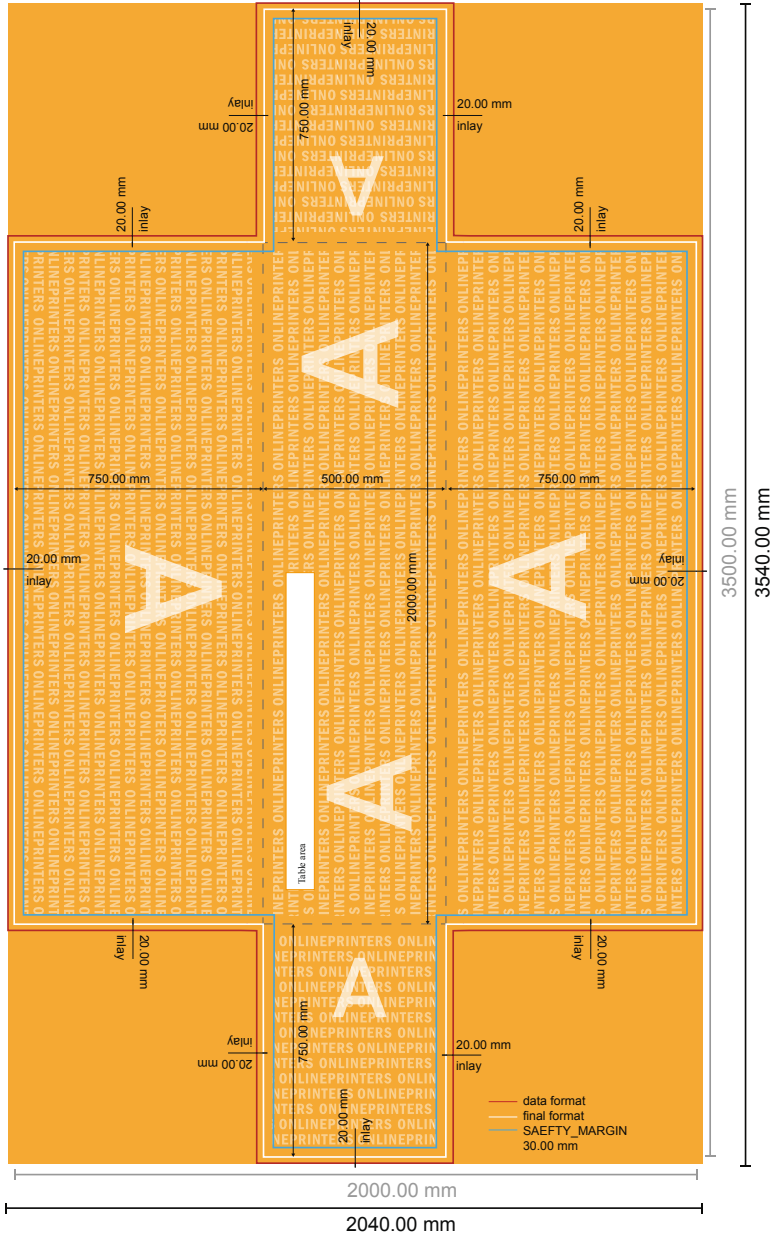 20.00 mm
inlay
20.00 mm
inlay
750.00 mm
20.00 mm
inlay
A
20.00 mm
inlay
20.00 mm
inlay
A
750.00 mm
500.00 mm
750.00 mm
20.00 mm
inlay
A
2000.00 mm
A
20.00 mm
inlay
3500.00 mm
3540.00 mm
A
Table area
ONLINEPRINTERS ONLINEPRINTERS
20.00 mm
inlay
20.00 mm
inlay
A
750.00 mm
20.00 mm
inlay
20.00 mm
inlay
20.00 mm
inlay
data format
final format
SAEFTY_MARGIN
30.00 mm
2000.00 mm
2040.00 mm